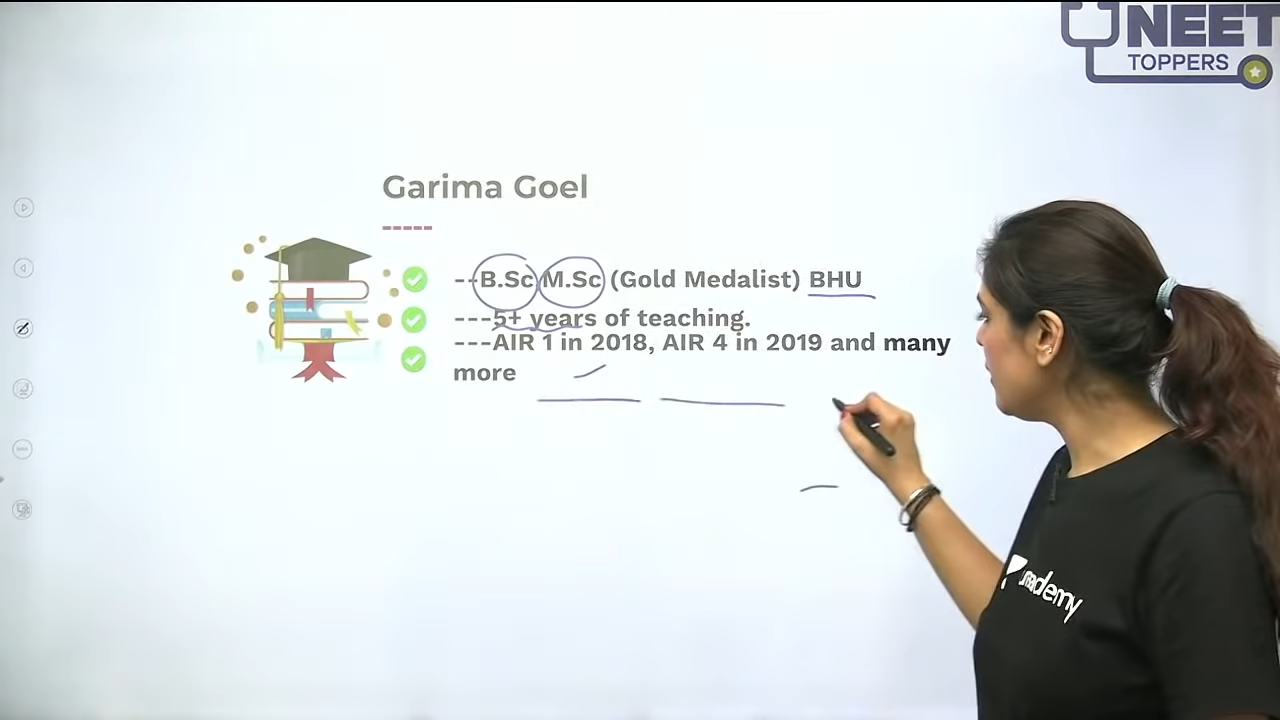 NEET
TOPPERS
Garima Goel
-----
--B.Sc M.Sc (Gold Medalist) BHU
---5+ years of teaching.
---AIR 1 in 2018, AIR 4 in 2019 and many
more
unacademy